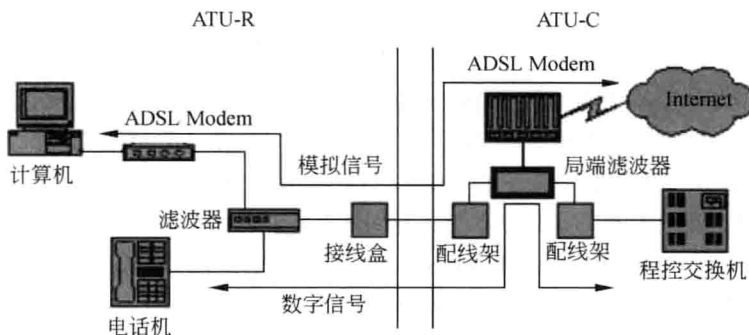 ATU-R
ATU-C
ADSL Modem
Internet
ADSL Modem
计算机
模拟信号
局端滤波器
滤波器
接线盒
配线架
配线架
程控交换机
电话机
数字信号